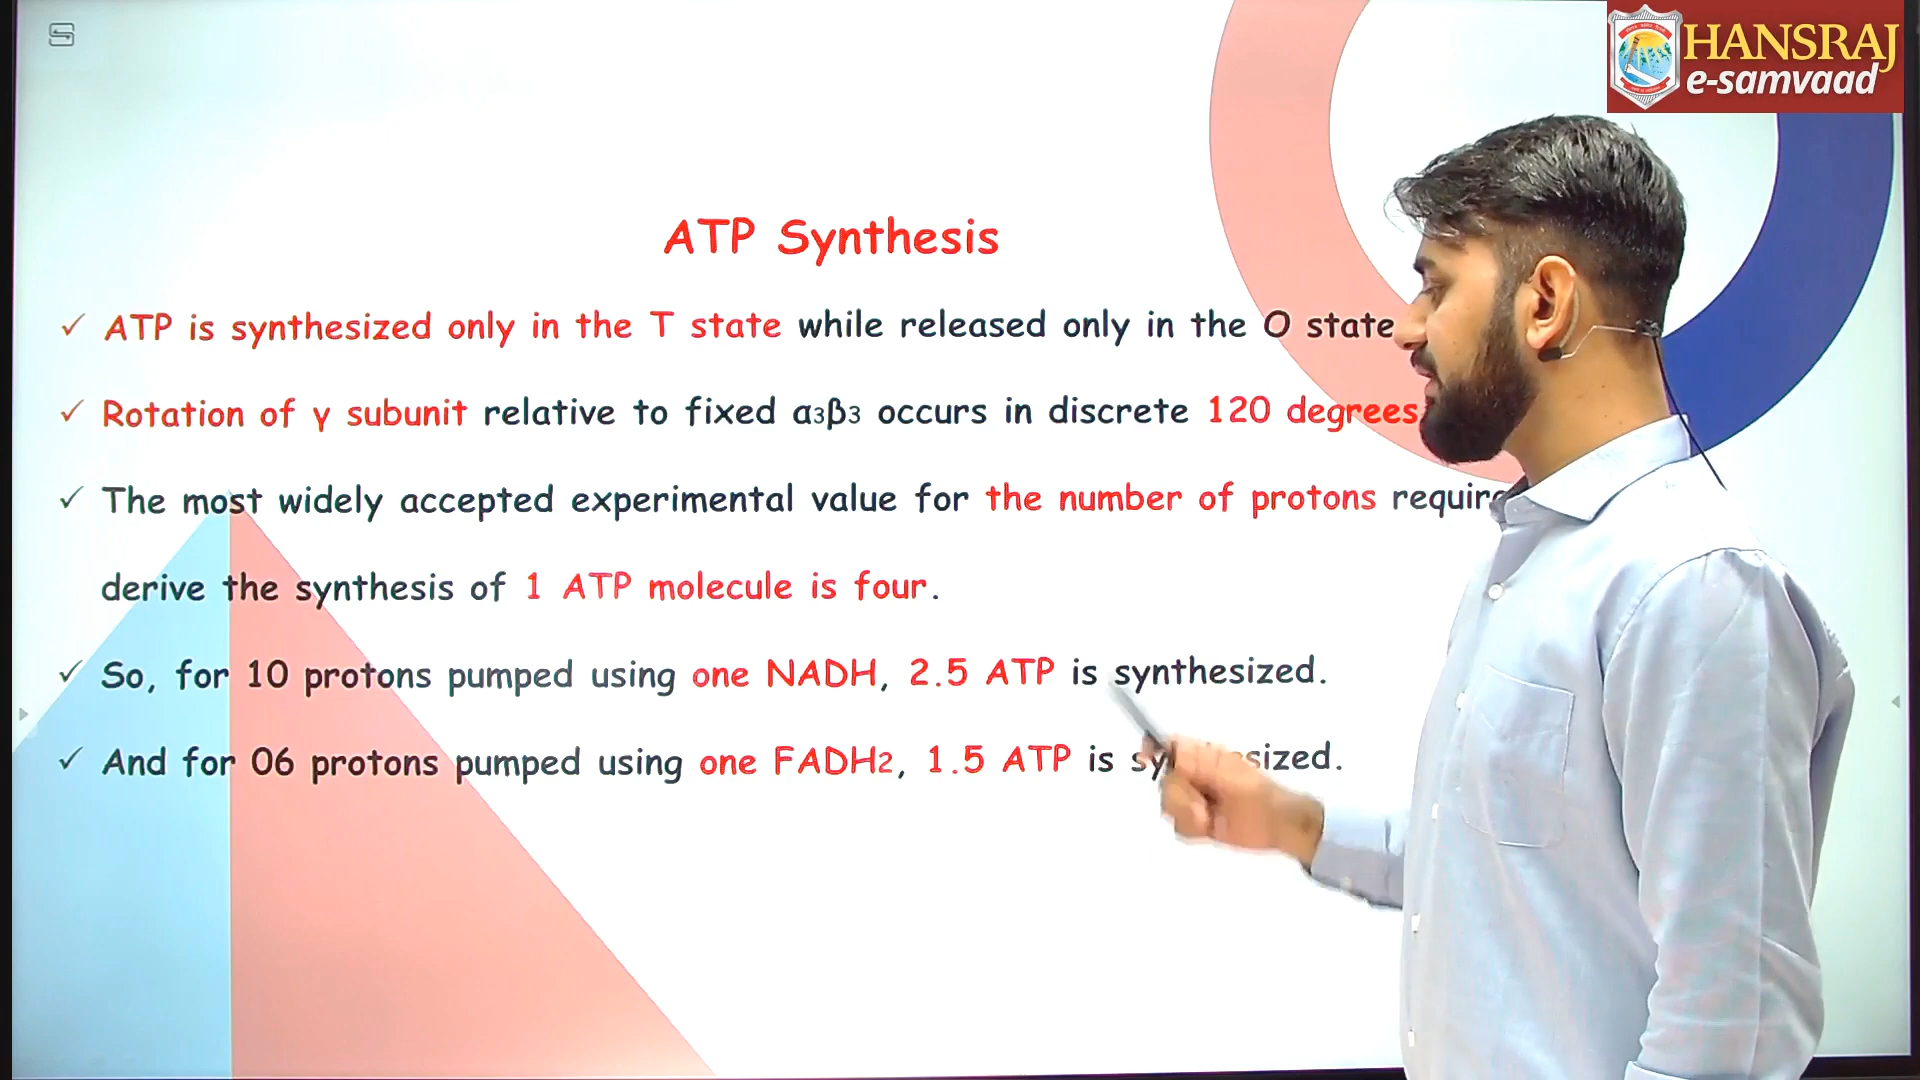 HANSRAJ
e-samvaad
ATP Synthesis
✓ ATP is synthesized only in the T state while released only in the O state
✓ Rotation of γ subunit relative to fixed α₃β₃ occurs in discrete 120 degrees
✓ The most widely accepted experimental value for the number of protons
derive the synthesis of 1 ATP molecule is four.
✓ So, for 10 protons pumped using one NADH, 2.5 ATP is synthesized.
✓ And for 06 protons pumped using one FADH₂, 1.5 ATP is